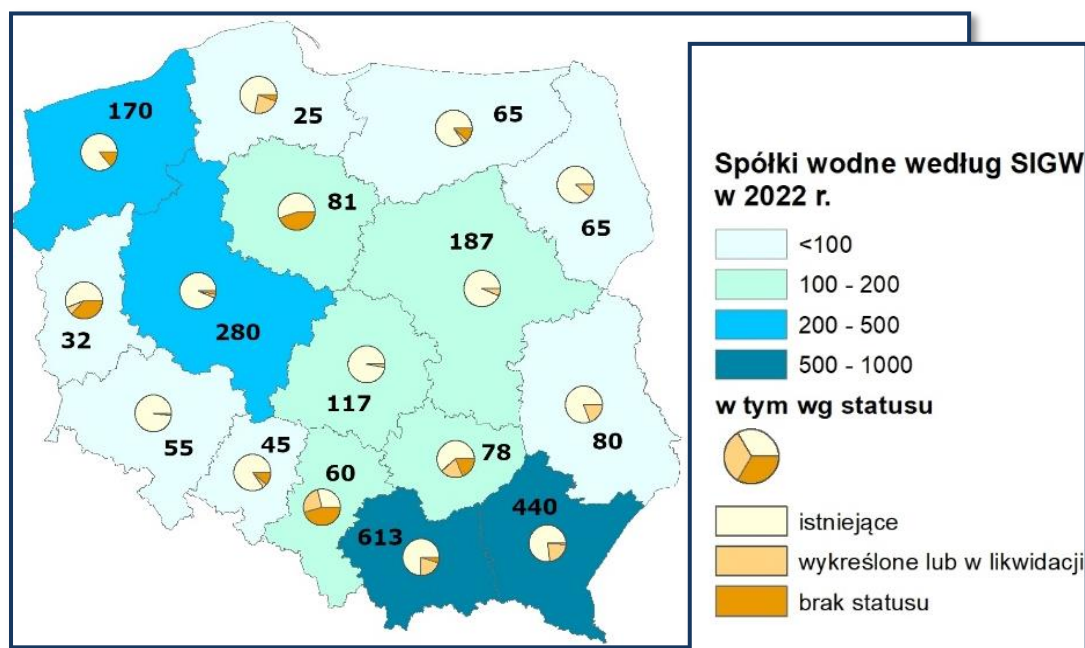 170
25
65
65
81
187
32
280
117
55
45
60
78
80
613
440
Spółki wodne według SIGW
w 2022 r.
<100
100 - 200
200 - 500
500 - 1000
w tym wg statusu
istniejące
wykreślone lub w likwidacji
brak statusu